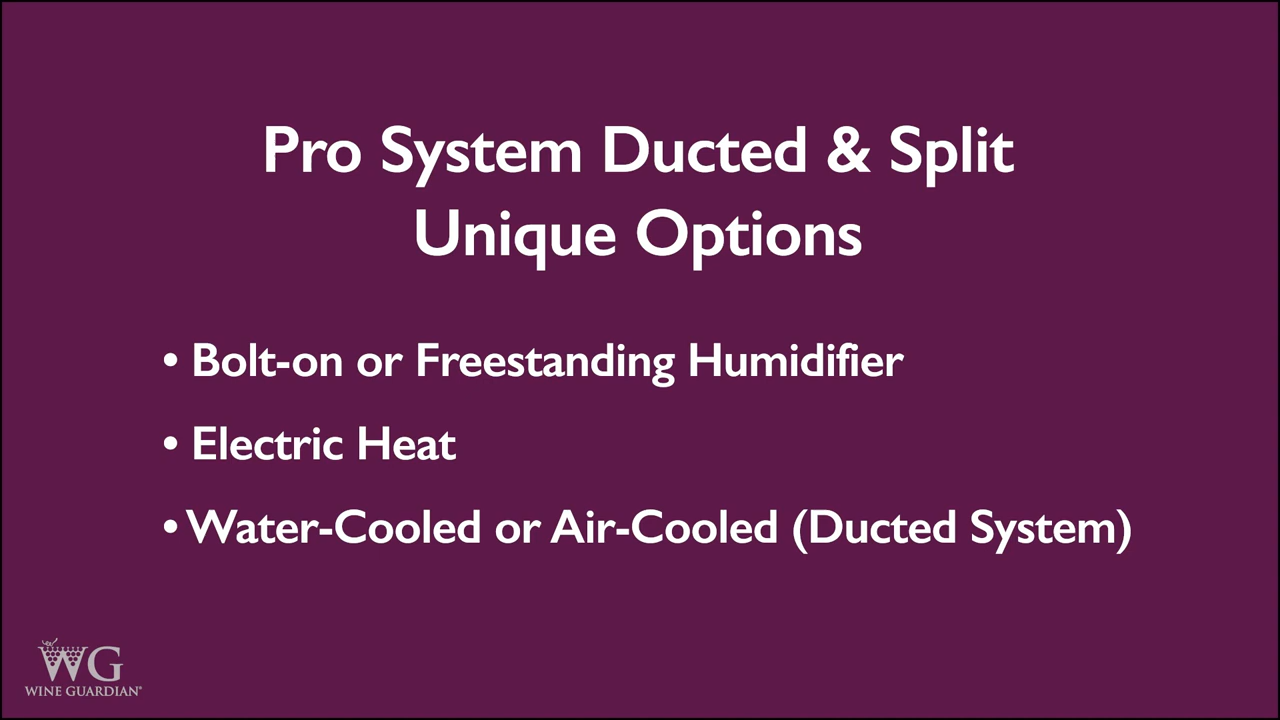 Pro System Ducted & Split
Unique Options
• Bolt-on or Freestanding Humidifier
• Electric Heat
• Water-Cooled or Air-Cooled (Ducted System)
WG
WINE GUARDIAN®